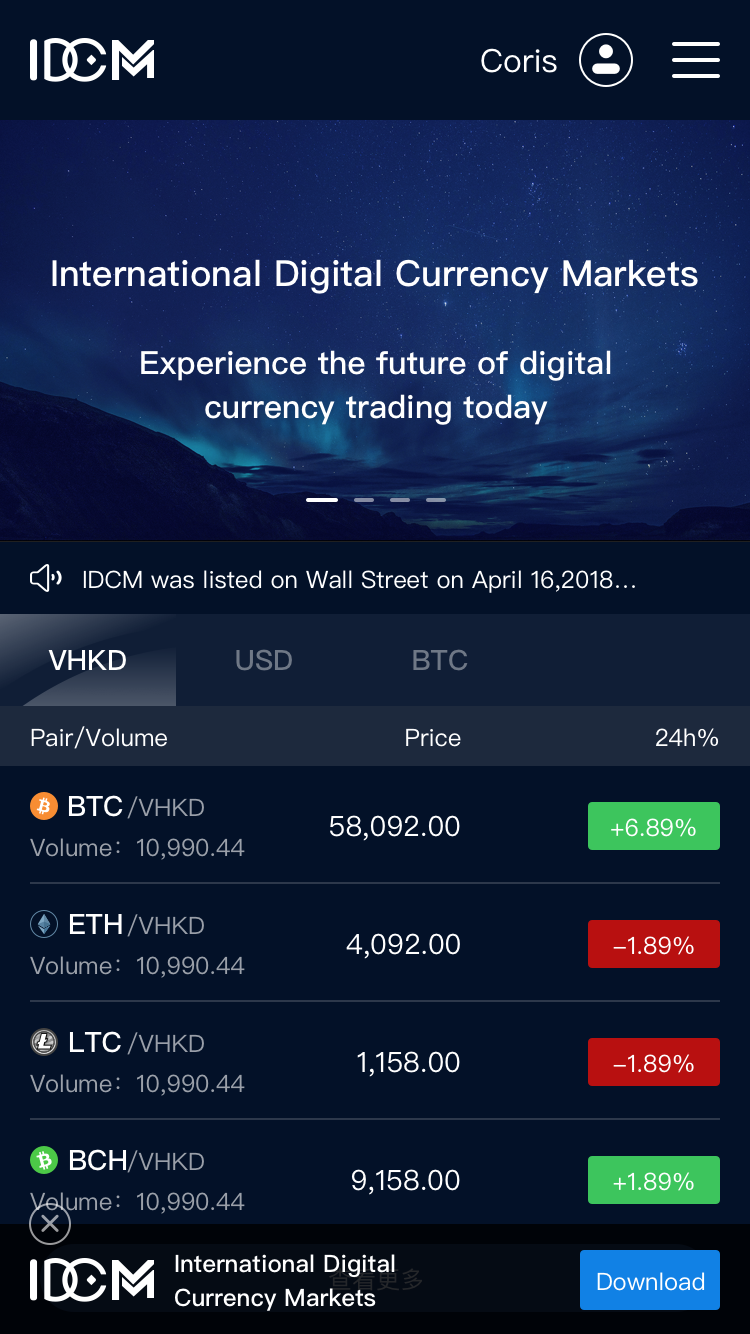 IDCM
Coris
International Digital Currency Markets
Experience the future of digital
currency trading today
IDCM was listed on Wall Street on April 16,2018...
VHKD USD BTC
Pair/Volume Price 24h%
BTC/VHKD
58,092.00
+6.89%
Volume: 10,990.44
ETH/VHKD
4,092.00
-1.89%
Volume: 10,990.44
LTC/VHKD
1,158.00
-1.89%
Volume: 10,990.44
BCH/VHKD
9,158.00
+1.89%
Volume: 10,990.44
IDCM
International Digital
Currency Markets
查看更多
Download